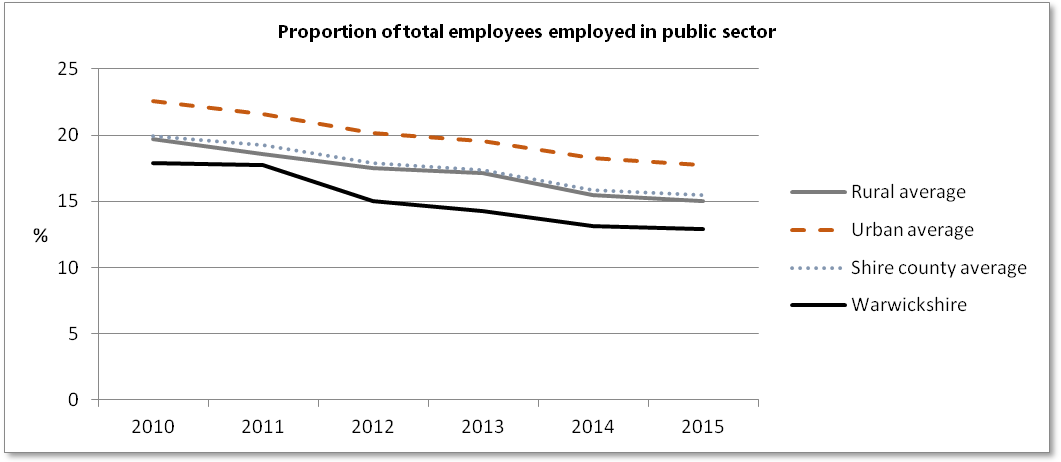 Proportion of total employees employed in public sector
25
20
15
10
5
0
%
2010 2011 2012 2013 2014 2015
Rural average
Urban average
Shire county average
Warwickshire